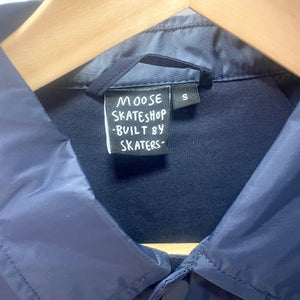 MOOSE
SKATESHOP
-BUILT BY
SKATERS-
S